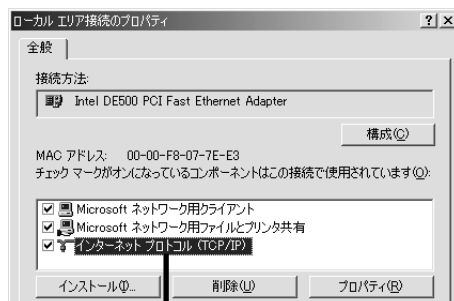 ローカル エリア接続のプロパティ
? ×
全般
接続方法:
Intel DE500 PCI Fast Ethernet Adapter
構成(C)
MAC アドレス: 00-00-F8-07-7E-E3
チェック マークがオンになっているコンポーネントはこの接続で使用されています(O):
Microsoft ネットワーク用クライアント
Microsoft ネットワーク用ファイルとプリンタ共有
インターネット プロトコル (TCP/IP)
インストール(I)... 削除(U) プロパティ(R)